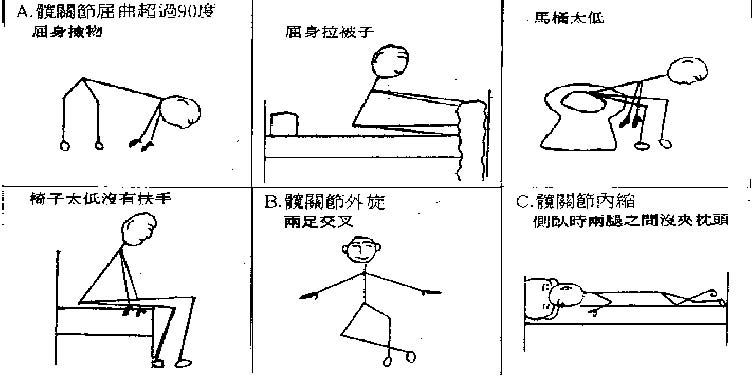 A.髖關節屈曲超過90度
屈身撿物
屈身拉被子
馬桶太低
椅子太低沒有扶手
B.髖關節外旋
兩足交叉
C.髖關節內縮
側臥時兩腿之間沒夾枕頭